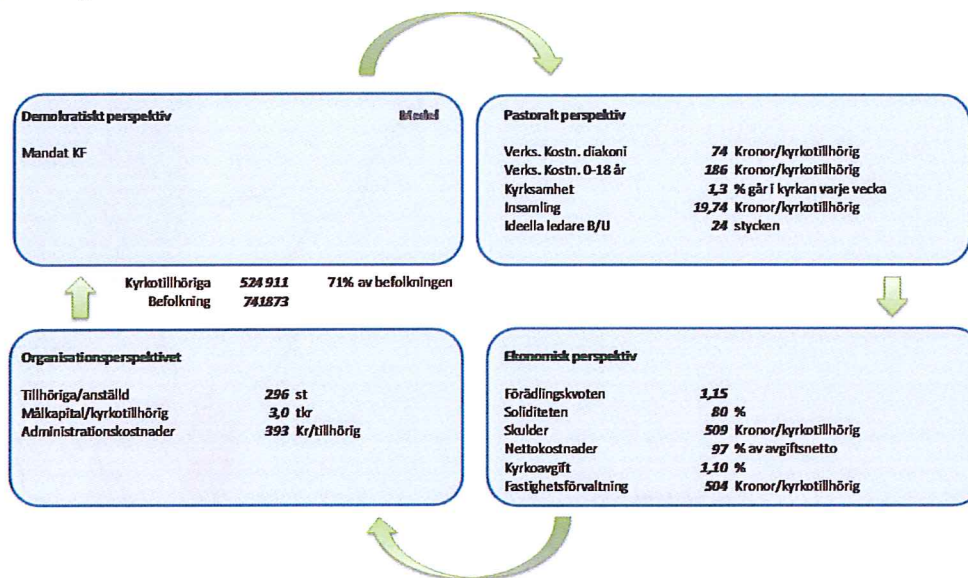 Demokratiskt perspektiv Medel
Mandat KF
Pastoralt perspektiv
Verks. Kostn. diakoni 74 Kronor/kyrkotillhörig
Verks. Kostn. 0-18 år 186 Kronor/kyrkotillhörig
Kyrksamhet 1,3 % går i kyrkan varje vecka
Insamling 19,74 Kronor/kyrkotillhörig
Ideella ledare B/U 24 stycken
Kyrkotillhöriga 524 911 71% av befolkningen
Befolkning 741873
Organisationsperspektivet
Tillhöriga/anställd 296 st
Målkapital/kyrkotillhörig 3,0 tkr
Administrationskostnader 393 Kr/tillhörig
Ekonomisk perspektiv
Förädlingskvoten 1,15
Soliditeten 80 %
Skulder 509 Kronor/kyrkotillhörig
Nettokostnader 97 % av avgiftsnetto
Kyrkoavgift 1,10 %
Fastighetsförvaltning 504 Kronor/kyrkotillhörig